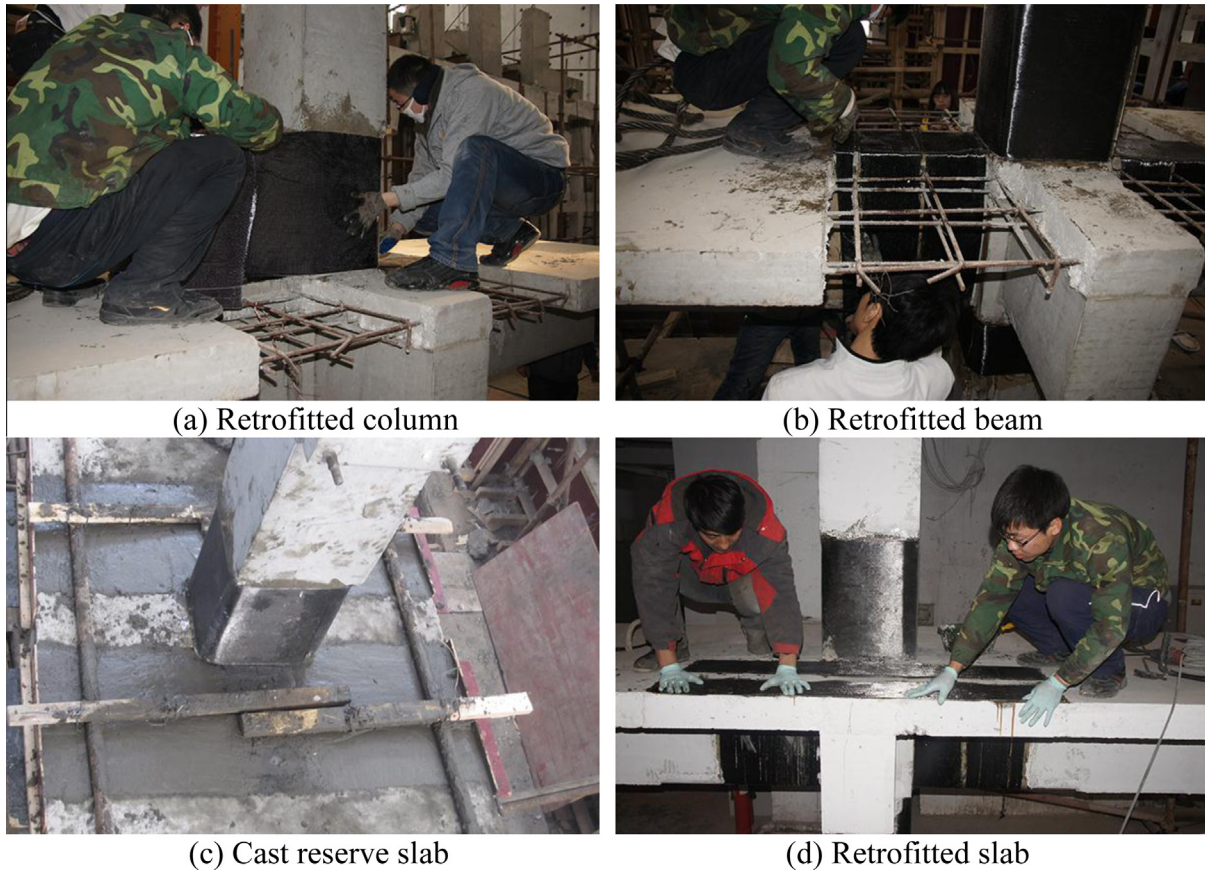 (a) Retrofitted column
(b) Retrofitted beam
(c) Cast reserve slab
(d) Retrofitted slab